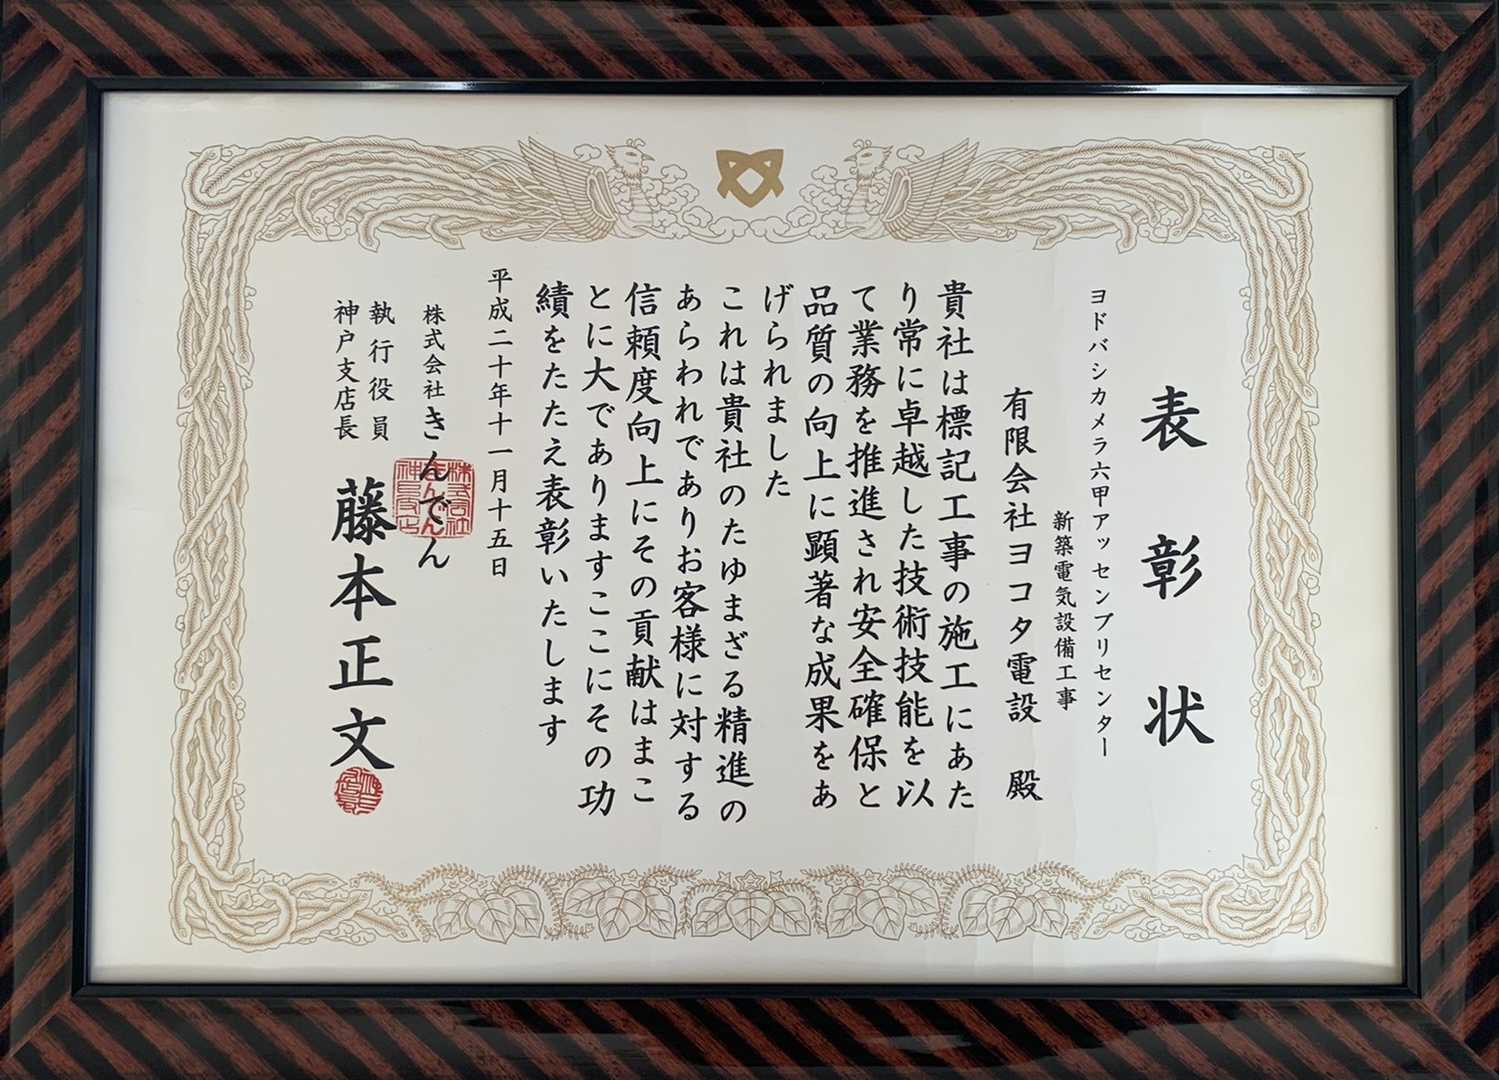 表彰状
ヨドバシカメラ六甲アッセンブリセンター
新築電気設備工事
有限会社ヨコタ電設 殿
貴社は標記工事の施工にあた
り常に卓越した技術技能を以
て業務を推進され安全確保と
品質の向上に顕著な成果をあ
げられました
これは貴社のたゆまざる精進の
あらわれでありお客様に対する
信頼度向上にその貢献はまこ
とに大でありますここにその功
績をたたえ表彰いたします
平成二十年十一月十五日
株式会社きんでん
執行役員
神戸支店長
藤本正文